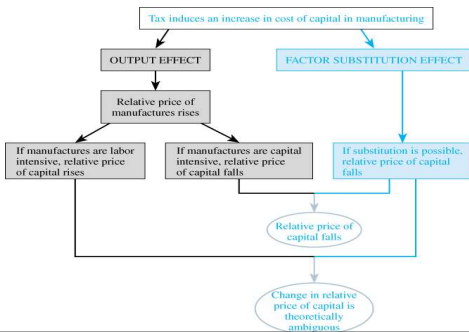 Tax induces an increase in cost of capital in manufacturing
OUTPUT EFFECT
FACTOR SUBSTITUTION EFFECT
Relative price of
manufactures rises
If manufactures are labor
intensive, relative price
of capital rises
If manufactures are capital
intensive, relative price
of capital falls
If substitution is possible,
relative price of capital
falls
Relative price of
capital falls
Change in relative
price of capital is
theoretically
ambiguous